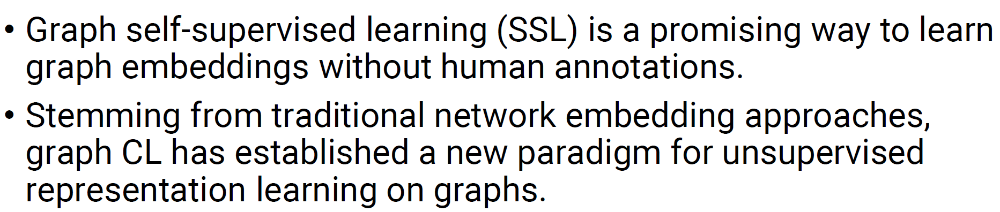 • Graph self-supervised learning (SSL) is a promising way to learn
graph embeddings without human annotations.
• Stemming from traditional network embedding approaches,
graph CL has established a new paradigm for unsupervised
representation learning on graphs.